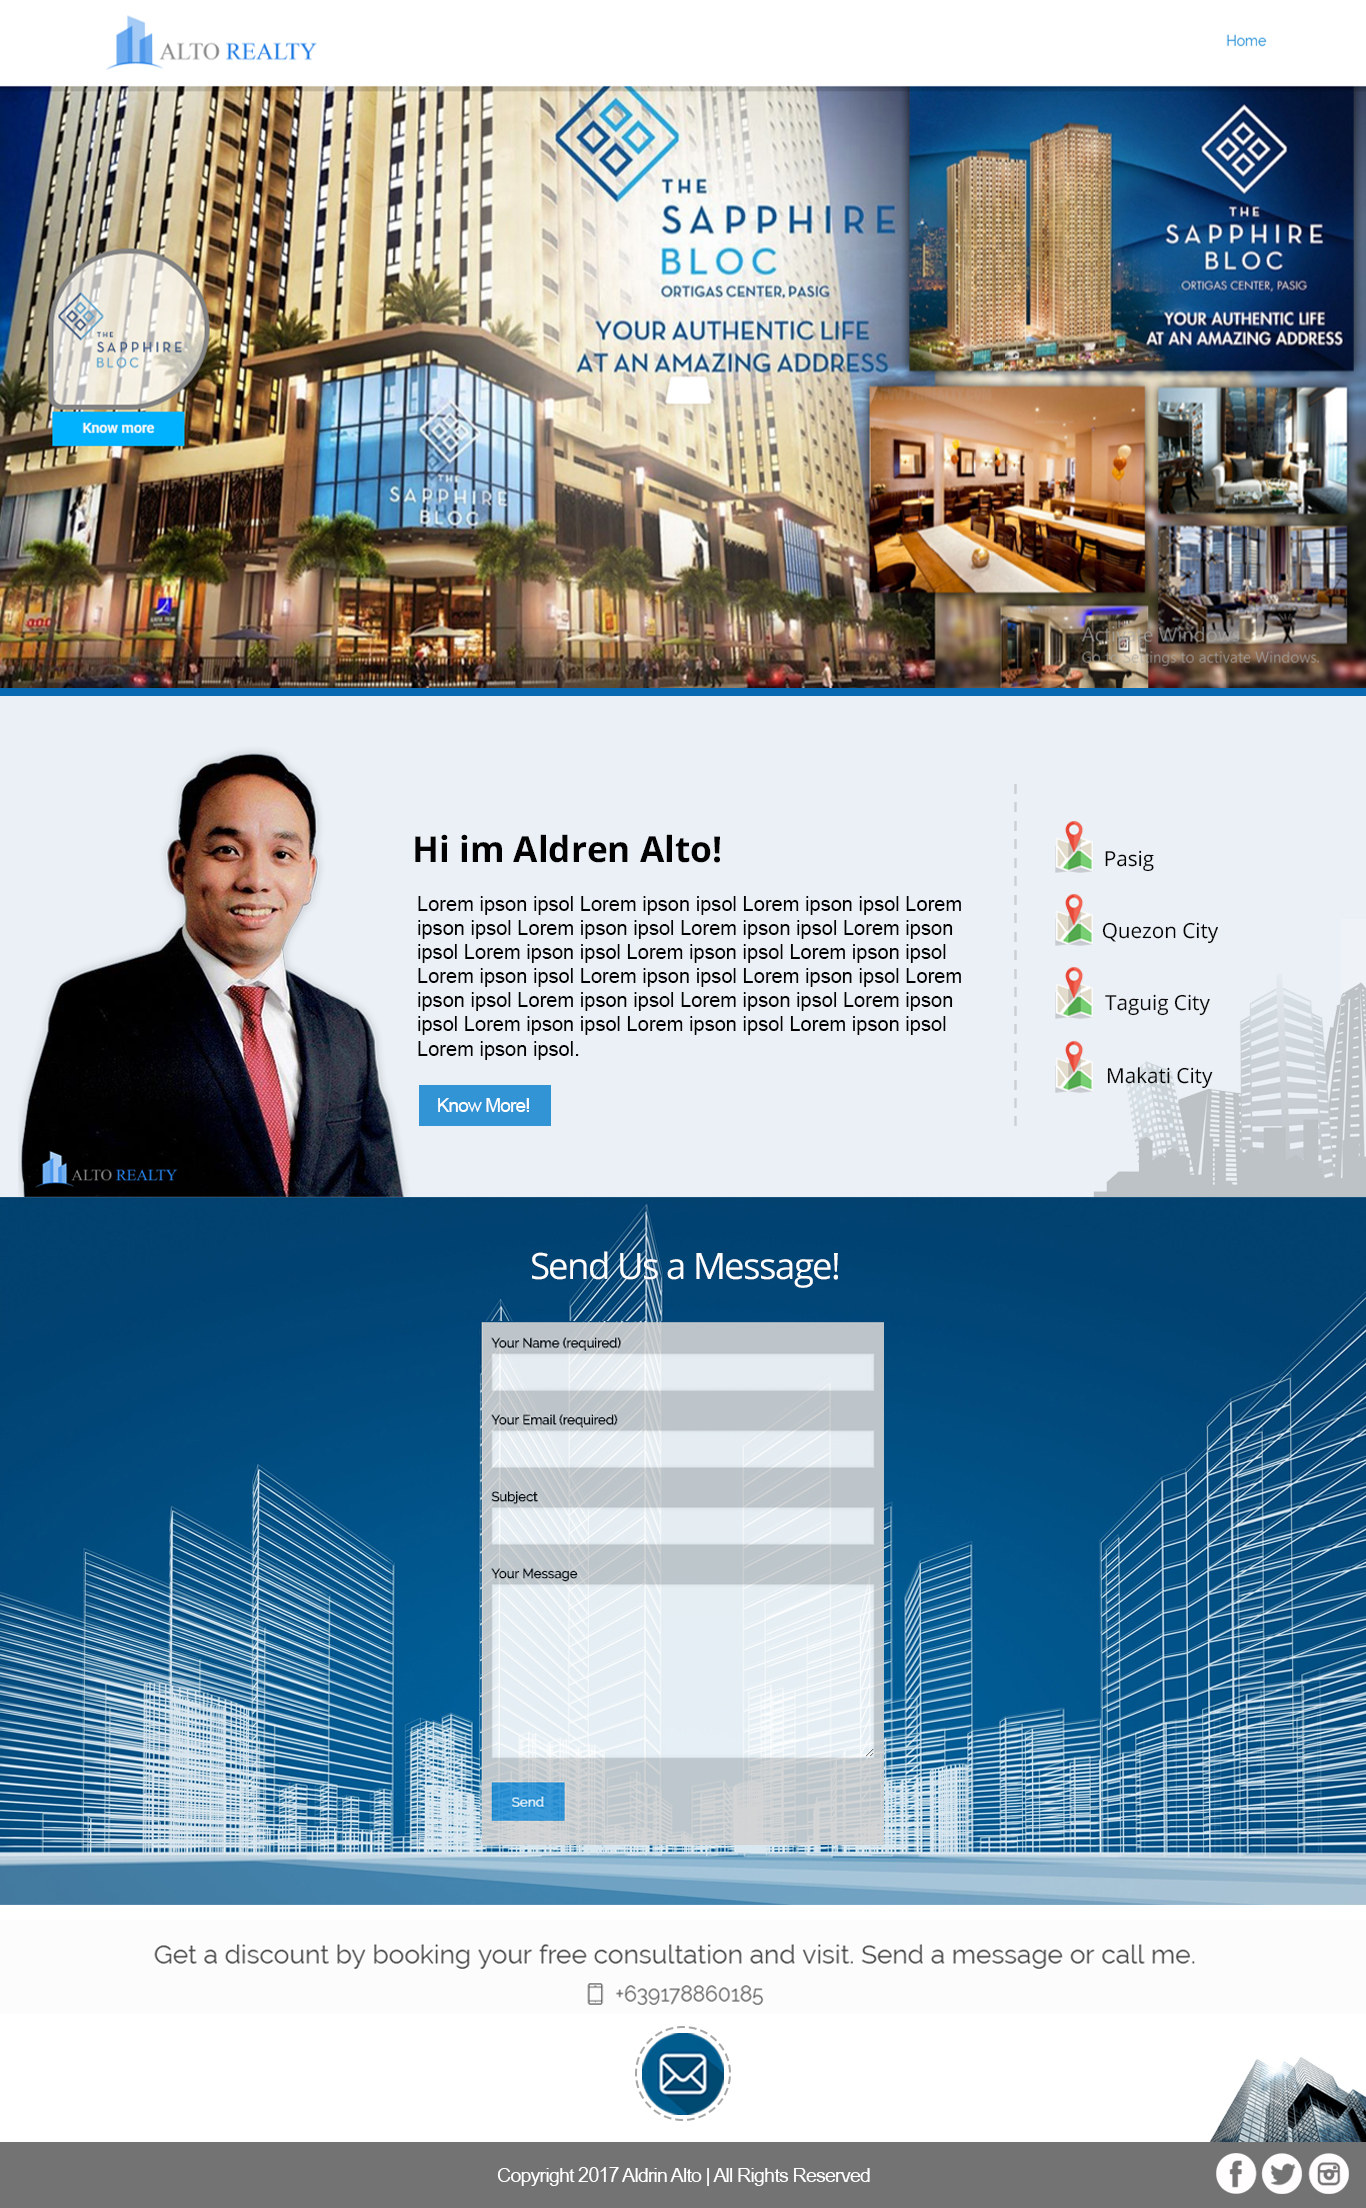 ALTO REALTY
Home
THE
SAPPHIRE
BLOC
ORTIGAS CENTER, PASIG
YOUR AUTHENTIC LIFE
AT AN AMAZING ADDRESS
THE
SAPPHIRE
BLOC
ORTIGAS CENTER, PASIG
YOUR AUTHENTIC LIFE
AT AN AMAZING ADDRESS
THE
SAPPHIRE
BLOC
Know more
THE
SAPPHIRE
BLOC
Activate Windows
Go to Settings to activate Windows.
Hi im Aldren Alto!
Lorem ipson ipsol Lorem ipson ipsol Lorem ipson ipsol Lorem
ipson ipsol Lorem ipson ipsol Lorem ipson ipsol Lorem ipson
ipsol Lorem ipson ipsol Lorem ipson ipsol Lorem ipson ipsol
Lorem ipson ipsol Lorem ipson ipsol Lorem ipson ipsol Lorem
ipson ipsol Lorem ipson ipsol Lorem ipson ipsol Lorem ipson
ipsol Lorem ipson ipsol Lorem ipson ipsol Lorem ipson ipsol
Lorem ipson ipsol.
Know More!
Pasig
Quezon City
Taguig City
Makati City
ALTO REALTY
Send Us a Message!
Your Name (required)
Your Email (required)
Subject
Your Message
Send
Get a discount by booking your free consultation and visit. Send a message or call me.
+639178860185
Copyright 2017 Aldrin Alto | All Rights Reserved